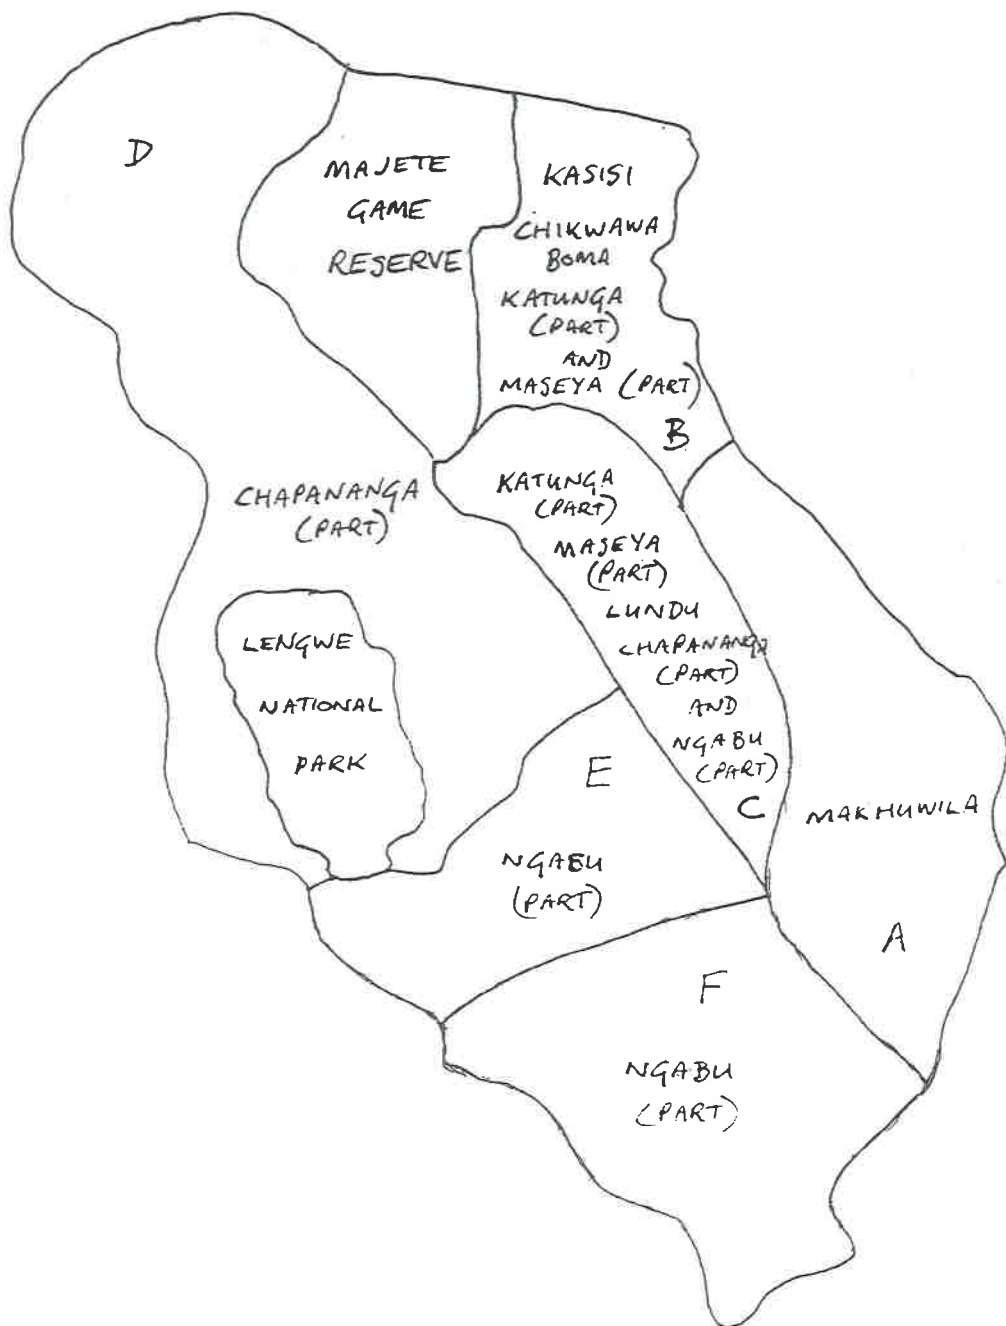 D
MAJETE
GAME
RESERVE
KASISI
CHIKWAWA
BOMA
KATUNGA
(PART)
AND
MASEYA (PART)
B
CHAPANANGA
(PART)
KATUNGA
(PART)
MASEYA
(PART)
LUNDU
CHAPANANGA
(PART)
AND
NGABU
(PART)
C
LENGWE
NATIONAL
PARK
E
NGABU
(PART)
MAKHUWILA
A
F
NGABU
(PART)